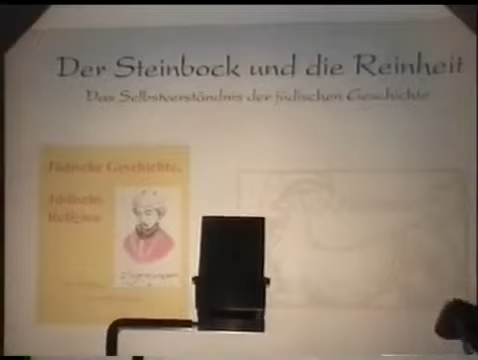 Der Steinbock und die Reinheit
Das Selbstverständnis der jüdischen Geschichte
Jüdische Geschichte,
Jüdische
Religion